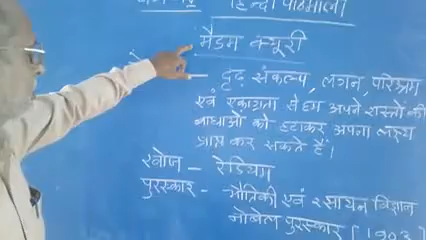 हिन्दी पाठमाला
मैडम क्यूरी
— दृढ़ संकल्प, लगन, परिश्रम
एवं एकाग्रता से हम अपने रास्तों की
बाधाओं को हटाकर अपना लक्ष्य
प्राप्त कर सकते हैं।
खोज - रेडियम
पुरस्कार - भौतिकी एवं रसायन विज्ञान
नोबेल पुरस्कार [1903